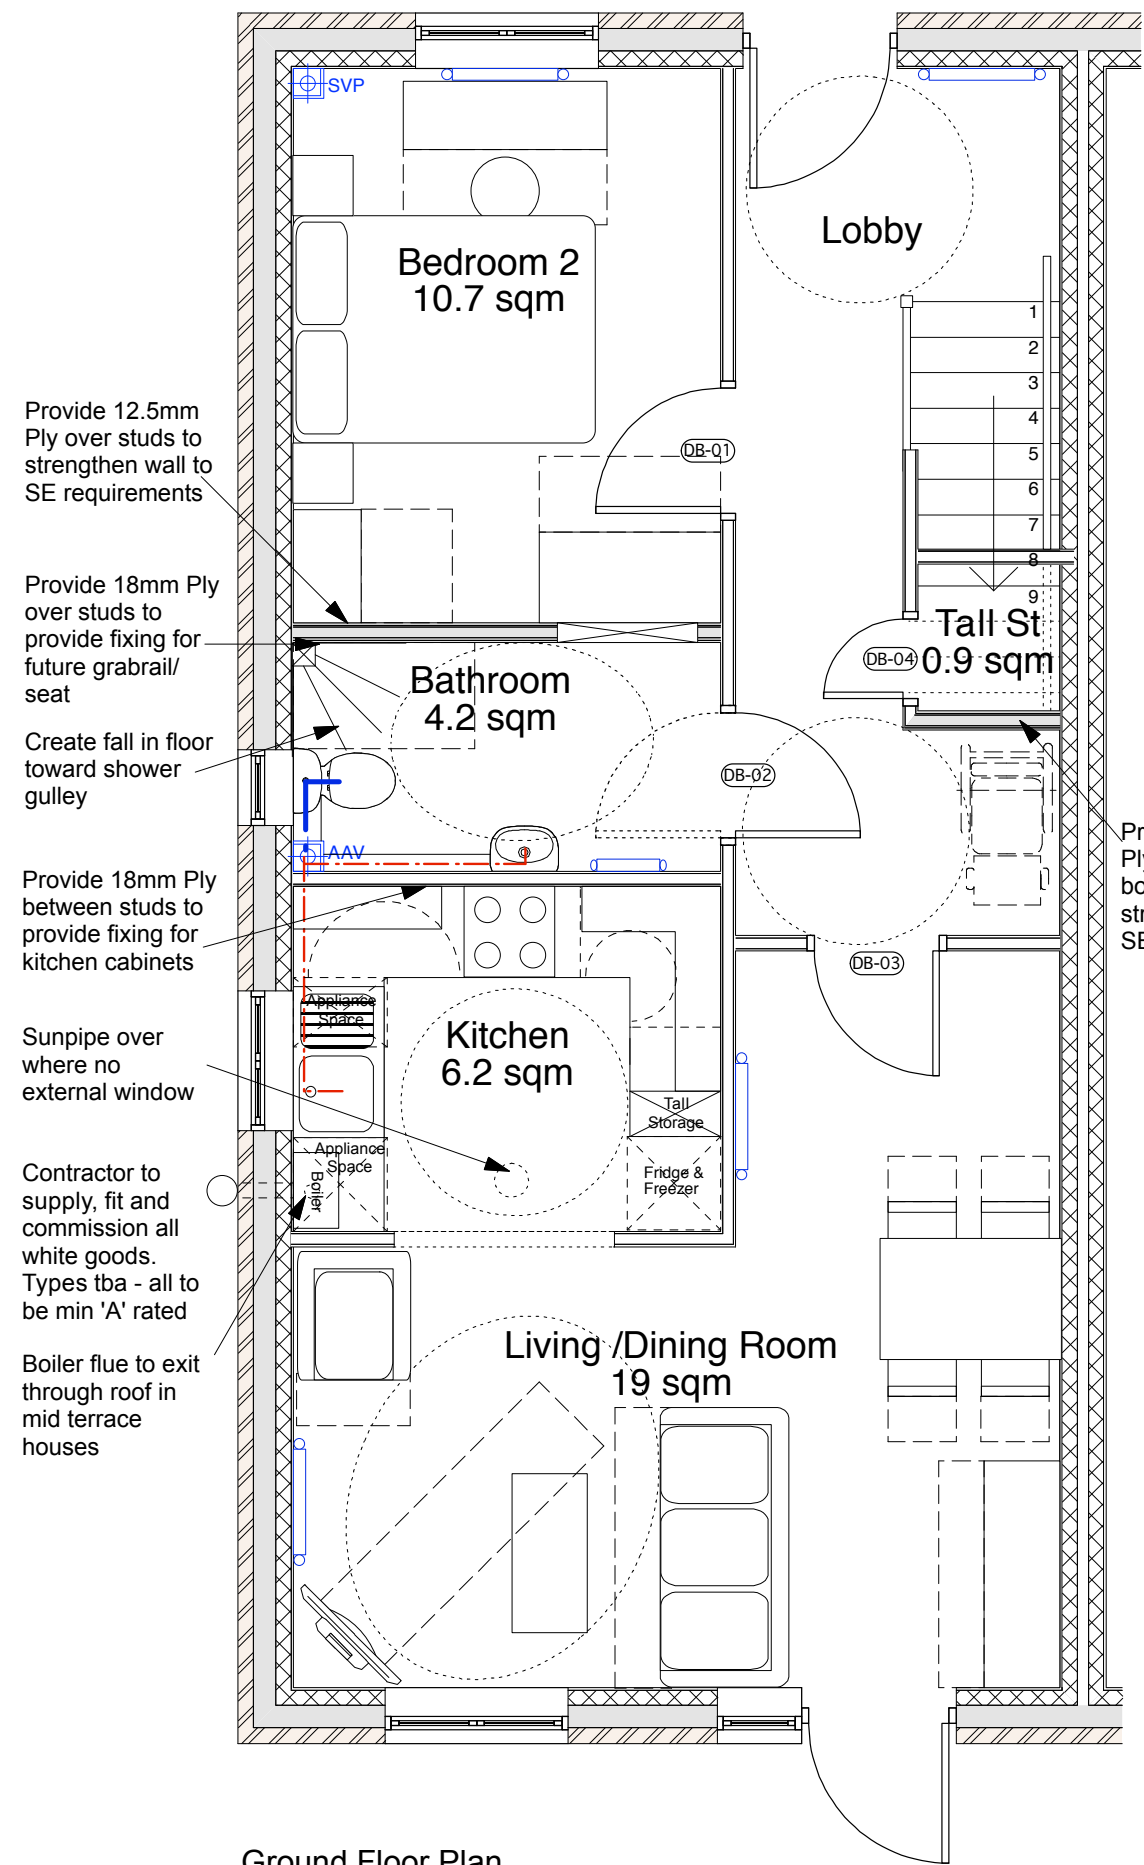 SVP
Lobby
Bedroom 2
10.7 sqm
1
2
3
4
5
6
7
8
9
DB-01
Provide 12.5mm
Ply over studs to
strengthen wall to
SE requirements
Provide 18mm Ply
over studs to
provide fixing for
future grabrail/
seat
Tall St
0.9 sqm
DB-04
Bathroom
4.2 sqm
Create fall in floor
toward shower
gulley
DB-02
AAV
Provide 18mm Ply
between studs to
provide fixing for
kitchen cabinets
DB-03
Appliance
Space
Kitchen
6.2 sqm
Sunpipe over
where no
external window
Tall
Storage
Appliance
Space
Boiler
Fridge &
Freezer
Contractor to
supply, fit and
commission all
white goods.
Types tba - all to
be min 'A' rated
Living /Dining Room
19 sqm
Boiler flue to exit
through roof in
mid terrace
houses
Ground Floor Plan